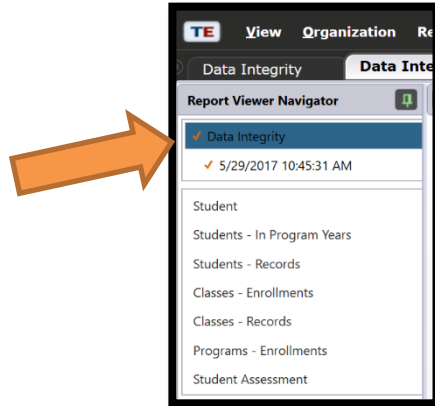 TE View Organization Re
Data Integrity Data Inte
Report Viewer Navigator
✓ Data Integrity
✓ 5/29/2017 10:45:31 AM
Student
Students - In Program Years
Students - Records
Classes - Enrollments
Classes - Records
Programs - Enrollments
Student Assessment